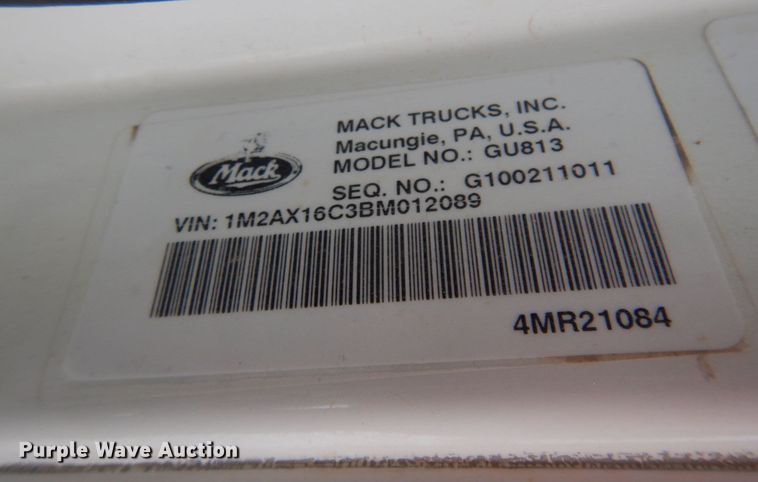 MACK TRUCKS, INC.
Macungie, PA, U.S.A.
MODEL NO.: GU813
SEQ. NO.: G100211011
Mack
VIN: 1M2AX16C3BM012089
4MR21084
Purple Wave Auction